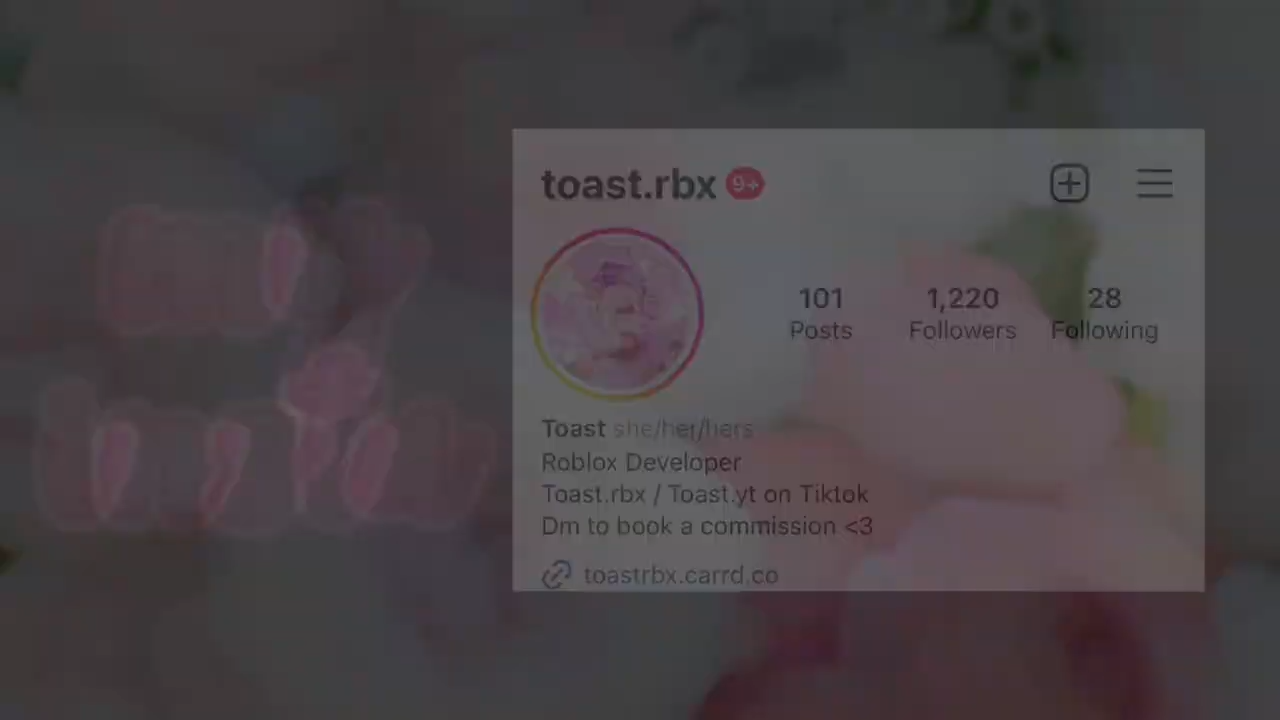 toast.rbx 9+
101 1,220 28
Posts Followers Following
Toast she/her/hers
Roblox Developer
Toast.rbx / Toast.yt on Tiktok
Dm to book a commission <3
toastrbx.carrd.co